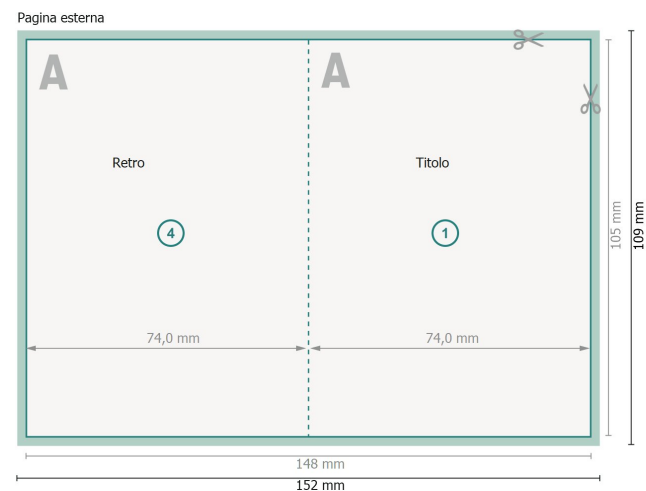 Pagina esterna
A
A
Retro
Titolo
4
1
105 mm
109 mm
74,0 mm
74,0 mm
148 mm
152 mm